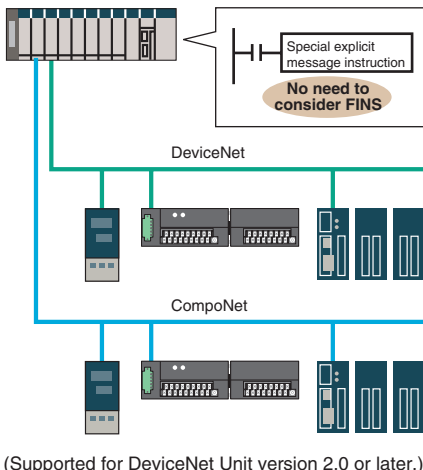 Special explicit
message instruction
No need to
consider FINS
DeviceNet
CompoNet
(Supported for DeviceNet Unit version 2.0 or later.)